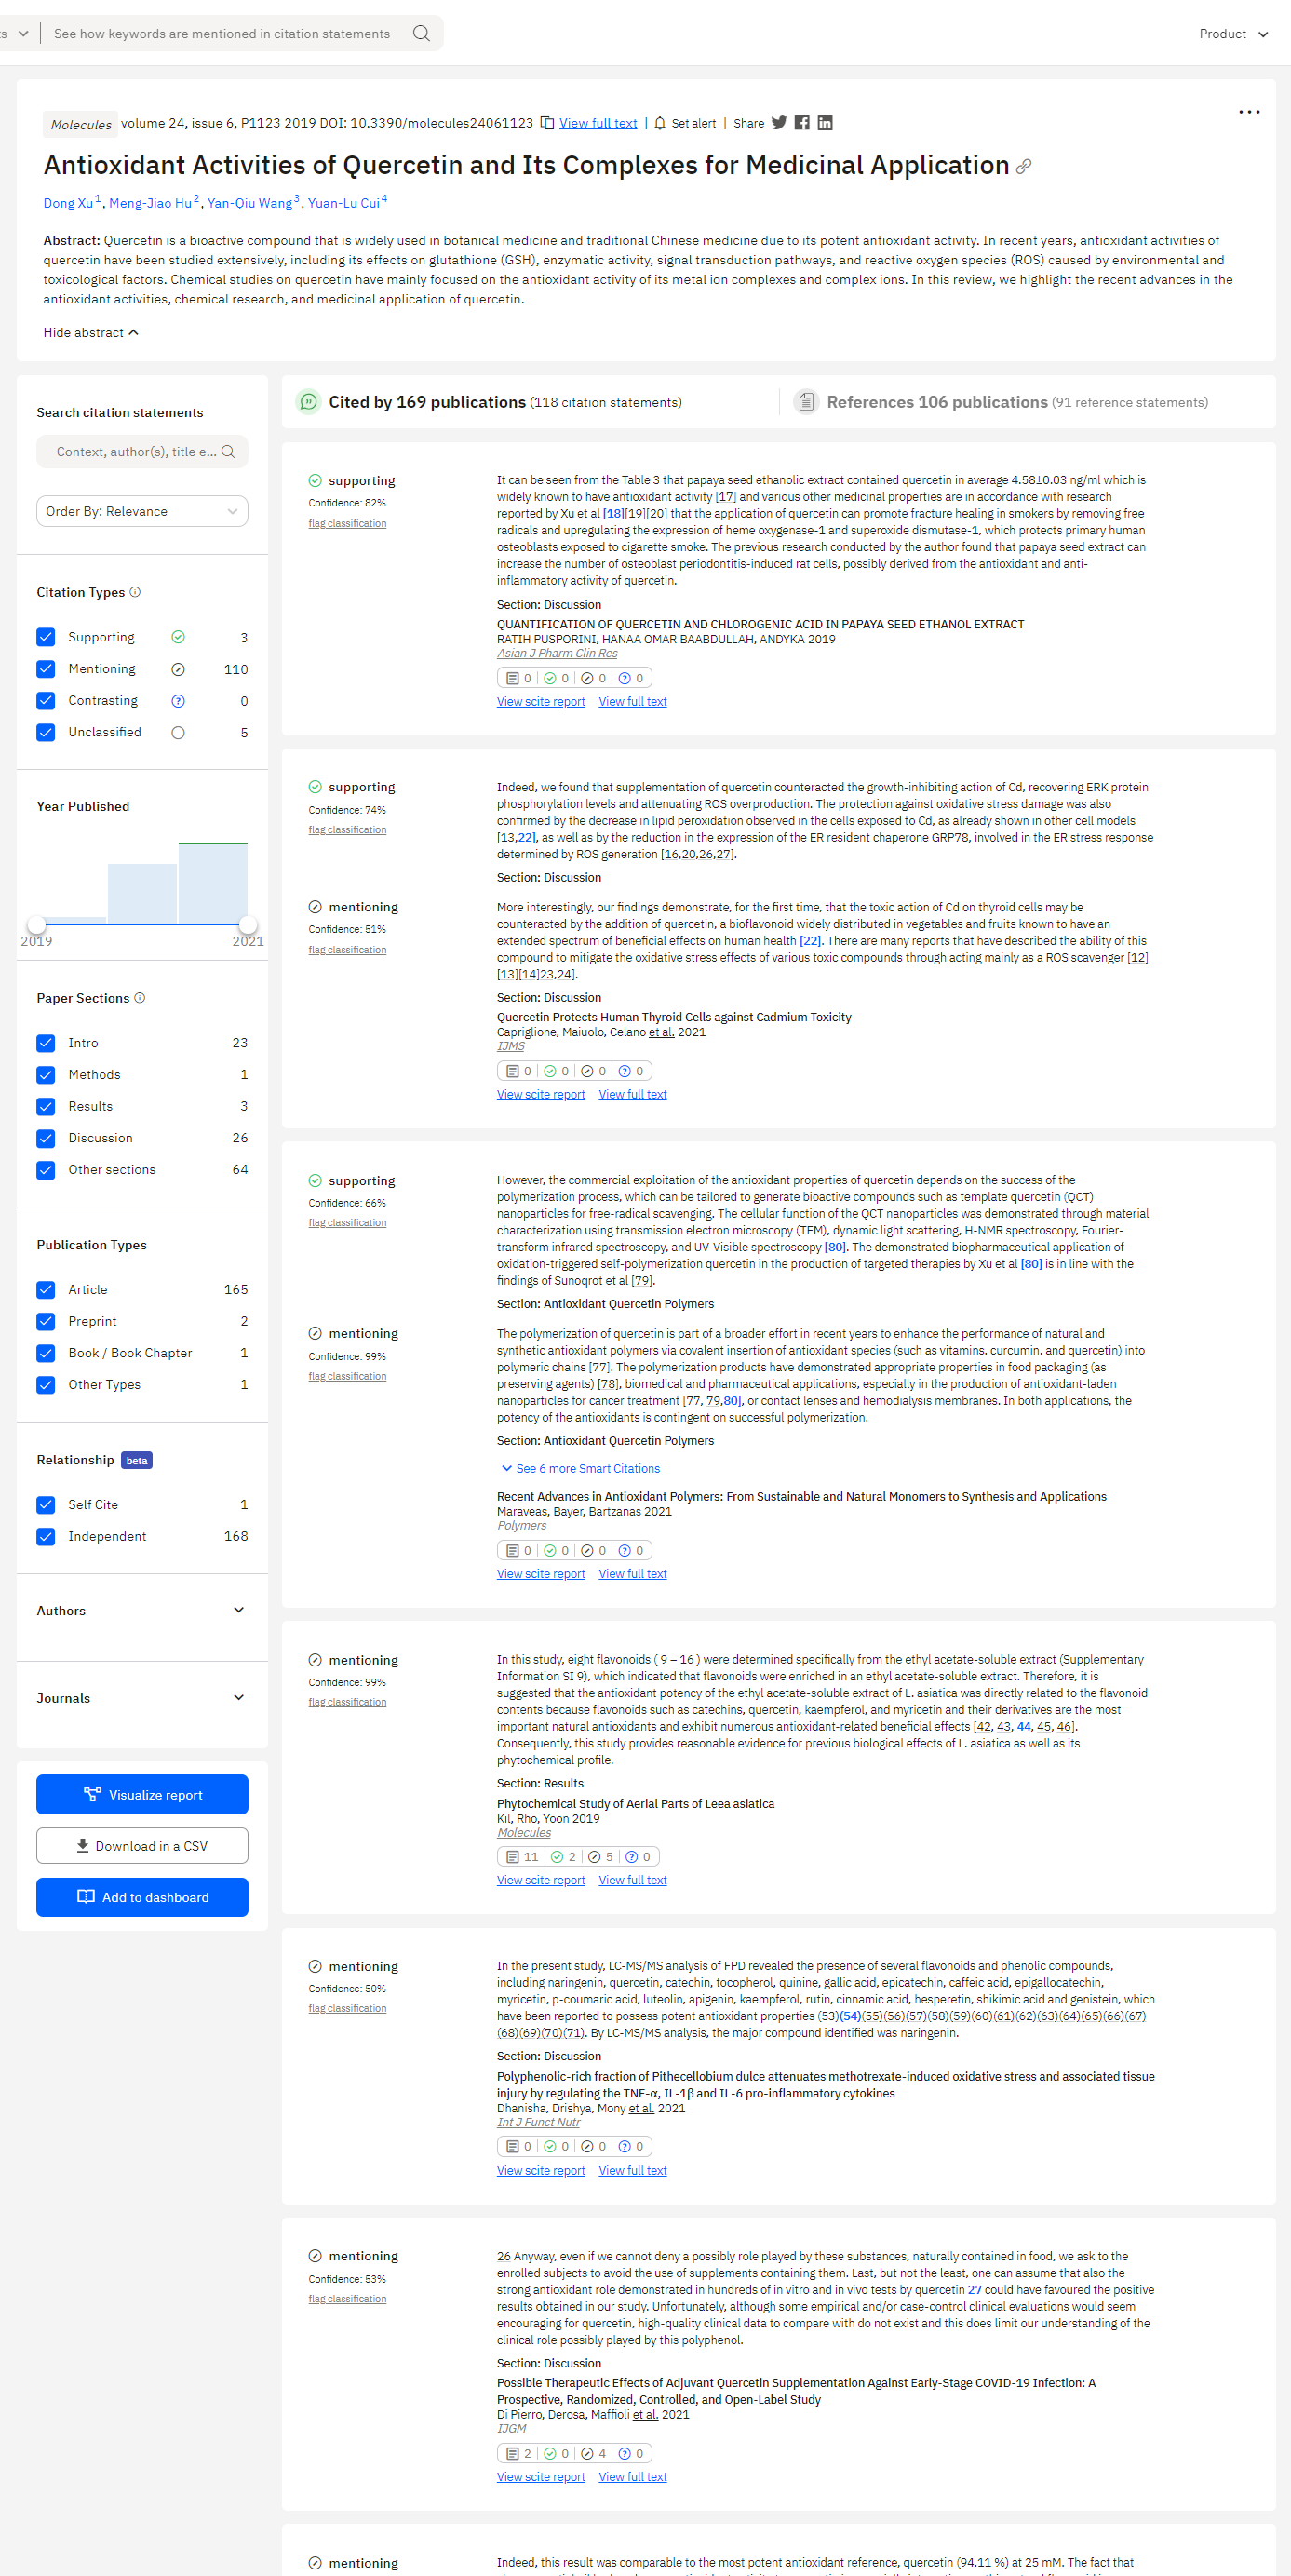 See how keywords are mentioned in citation statements
Product
Molecules volume 24, issue 6, P1123 2019 DOI: 10.3390/molecules24061123 View full text | Set alert | Share
Antioxidant Activities of Quercetin and Its Complexes for Medicinal Application
Dong Xu 1, Meng-Jiao Hu 2, Yan-Qiu Wang 3, Yuan-Lu Cui 4
Abstract: Quercetin is a bioactive compound that is widely used in botanical medicine and traditional Chinese medicine due to its potent antioxidant activity. In recent years, antioxidant activities of
quercetin have been studied extensively, including its effects on glutathione (GSH), enzymatic activity, signal transduction pathways, and reactive oxygen species (ROS) caused by environmental and
toxicological factors. Chemical studies on quercetin have mainly focused on the antioxidant activity of its metal ion complexes and complex ions. In this review, we highlight the recent advances in the
antioxidant activities, chemical research, and medicinal application of quercetin.
Hide abstract
Search citation statements
Context, author(s), title e...
Order By: Relevance
Citation Types
Supporting 3
Mentioning 110
Contrasting 0
Unclassified 5
Year Published
2019 2021
Paper Sections
Intro 23
Methods 1
Results 3
Discussion 26
Other sections 64
Publication Types
Article 165
Preprint 2
Book / Book Chapter 1
Other Types 1
Relationship beta
Self Cite 1
Independent 168
Authors
Journals
Visualize report
Download in a CSV
Add to dashboard
Cited by 169 publications (118 citation statements)
References 106 publications (91 reference statements)
supporting
Confidence: 82%
flag classification
It can be seen from the Table 3 that papaya seed ethanolic extract contained quercetin in average 4.58±0.03 ng/ml which is
widely known to have antioxidant activity [17] and various other medicinal properties are in accordance with research
reported by Xu et al [18][19][20] that the application of quercetin can promote fracture healing in smokers by removing free
radicals and upregulating the expression of heme oxygenase-1 and superoxide dismutase-1, which protects primary human
osteoblasts exposed to cigarette smoke. The previous research conducted by the author found that papaya seed extract can
increase the number of osteoblast periodontitis-induced rat cells, possibly derived from the antioxidant and anti-
inflammatory activity of quercetin.
Section: Discussion
QUANTIFICATION OF QUERCETIN AND CHLOROGENIC ACID IN PAPAYA SEED ETHANOL EXTRACT
RATIH PUSPORINI, HANAA OMAR BAABDULLAH, ANDYKA 2019
Asian J Pharm Clin Res
0 0 0 0
View scite report View full text
supporting
Confidence: 74%
flag classification
Indeed, we found that supplementation of quercetin counteracted the growth-inhibiting action of Cd, recovering ERK protein
phosphorylation levels and attenuating ROS overproduction. The protection against oxidative stress damage was also
confirmed by the decrease in lipid peroxidation observed in the cells exposed to Cd, as already shown in other cell models
[13,22], as well as by the reduction in the expression of the ER resident chaperone GRP78, involved in the ER stress response
determined by ROS generation [16,20,26,27].
Section: Discussion
mentioning
Confidence: 51%
flag classification
More interestingly, our findings demonstrate, for the first time, that the toxic action of Cd on thyroid cells may be
counteracted by the addition of quercetin, a bioflavonoid widely distributed in vegetables and fruits known to have an
extended spectrum of beneficial effects on human health [22]. There are many reports that have described the ability of this
compound to mitigate the oxidative stress effects of various toxic compounds through acting mainly as a ROS scavenger [12]
[13][14]23,24].
Section: Discussion
Quercetin Protects Human Thyroid Cells against Cadmium Toxicity
Capriglione, Maiuolo, Celano et al. 2021
IJMS
0 0 0 0
View scite report View full text
supporting
Confidence: 66%
flag classification
However, the commercial exploitation of the antioxidant properties of quercetin depends on the success of the
polymerization process, which can be tailored to generate bioactive compounds such as template quercetin (QCT)
nanoparticles for free-radical scavenging. The cellular function of the QCT nanoparticles was demonstrated through material
characterization using transmission electron microscopy (TEM), dynamic light scattering, H-NMR spectroscopy, Fourier-
transform infrared spectroscopy, and UV-Visible spectroscopy [80]. The demonstrated biopharmaceutical application of
oxidation-triggered self-polymerization quercetin in the production of targeted therapies by Xu et al [80] is in line with the
findings of Sunoqrot et al [79].
Section: Antioxidant Quercetin Polymers
mentioning
Confidence: 99%
flag classification
The polymerization of quercetin is part of a broader effort in recent years to enhance the performance of natural and
synthetic antioxidant polymers via covalent insertion of antioxidant species (such as vitamins, curcumin, and quercetin) into
polymeric chains [77]. The polymerization products have demonstrated appropriate properties in food packaging (as
preserving agents) [78], biomedical and pharmaceutical applications, especially in the production of antioxidant-laden
nanoparticles for cancer treatment [77, 79,80], or contact lenses and hemodialysis membranes. In both applications, the
potency of the antioxidants is contingent on successful polymerization.
Section: Antioxidant Quercetin Polymers
See 6 more Smart Citations
Recent Advances in Antioxidant Polymers: From Sustainable and Natural Monomers to Synthesis and Applications
Maraveas, Bayer, Bartzanas 2021
Polymers
0 0 0 0
View scite report View full text
mentioning
Confidence: 99%
flag classification
In this study, eight flavonoids ( 9 – 16 ) were determined specifically from the ethyl acetate-soluble extract (Supplementary
Information SI 9), which indicated that flavonoids were enriched in an ethyl acetate-soluble extract. Therefore, it is
suggested that the antioxidant potency of the ethyl acetate-soluble extract of L. asiatica was directly related to the flavonoid
contents because flavonoids such as catechins, quercetin, kaempferol, and myricetin and their derivatives are the most
important natural antioxidants and exhibit numerous antioxidant-related beneficial effects [42, 43, 44, 45, 46].
Consequently, this study provides reasonable evidence for previous biological effects of L. asiatica as well as its
phytochemical profile.
Section: Results
Phytochemical Study of Aerial Parts of Leea asiatica
Kil, Rho, Yoon 2019
Molecules
11 2 5 0
View scite report View full text
mentioning
Confidence: 50%
flag classification
In the present study, LC-MS/MS analysis of FPD revealed the presence of several flavonoids and phenolic compounds,
including naringenin, quercetin, catechin, tocopherol, quinine, gallic acid, epicatechin, caffeic acid, epigallocatechin,
myricetin, p-coumaric acid, luteolin, apigenin, kaempferol, rutin, cinnamic acid, hesperetin, shikimic acid and genistein, which
have been reported to possess potent antioxidant properties (53)(54)(55)(56)(57)(58)(59)(60)(61)(62)(63)(64)(65)(66)(67)
(68)(69)(70)(71). By LC-MS/MS analysis, the major compound identified was naringenin.
Section: Discussion
Polyphenolic-rich fraction of Pithecellobium dulce attenuates methotrexate-induced oxidative stress and associated tissue
injury by regulating the TNF-α, IL-1β and IL-6 pro-inflammatory cytokines
Dhanisha, Drishya, Mony et al. 2021
Int J Funct Nutr
0 0 0 0
View scite report View full text
mentioning
Confidence: 53%
flag classification
26 Anyway, even if we cannot deny a possibly role played by these substances, naturally contained in food, we ask to the
enrolled subjects to avoid the use of supplements containing them. Last, but not the least, one can assume that also the
strong antioxidant role demonstrated in hundreds of in vitro and in vivo tests by quercetin 27 could have favoured the positive
results obtained in our study. Unfortunately, although some empirical and/or case-control clinical evaluations would seem
encouraging for quercetin, high-quality clinical data to compare with do not exist and this does limit our understanding of the
clinical role possibly played by this polyphenol.
Section: Discussion
Possible Therapeutic Effects of Adjuvant Quercetin Supplementation Against Early-Stage COVID-19 Infection: A
Prospective, Randomized, Controlled, and Open-Label Study
Di Pierro, Derosa, Maffioli et al. 2021
IJGM
2 0 4 0
View scite report View full text
mentioning
Indeed, this result was comparable to the most potent antioxidant reference, quercetin (94.11 %) at 25 mM. The fact that